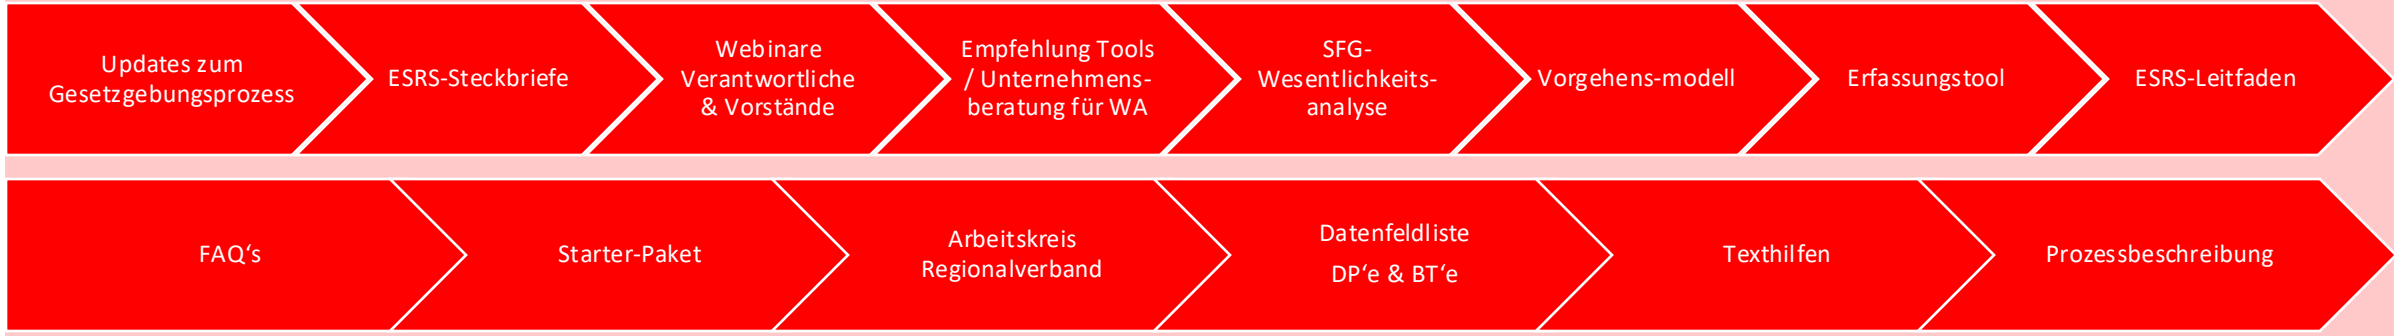 Updates zum
Gesetzgebungsprozess
ESRS-Steckbriefe
Webinare
Verantwortliche
& Vorstände
Empfehlung Tools
/ Unternehmens-
beratung für WA
SFG-
Wesentlichkeits-
analyse
Vorgehens-modell
Erfassungstool
ESRS-Leitfaden
FAQ‘s
Starter-Paket
Arbeitskreis
Regionalverband
Datenfeldliste
DP‘e & BT‘e
Texthilfen
Prozessbeschreibung